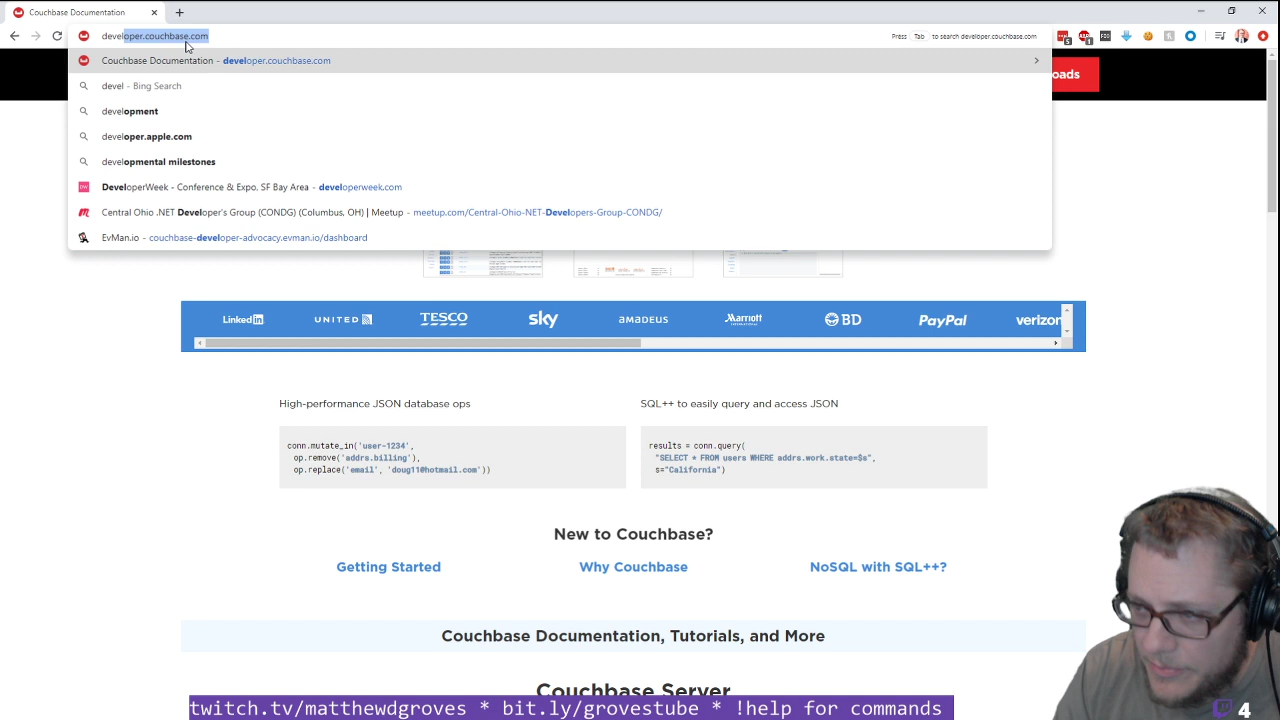 Couchbase Documentation
developer.couchbase.com
Press Tab to search developer.couchbase.com
5
1
Couchbase Documentation - developer.couchbase.com
devel - Bing Search
development
developer.apple.com
developmental milestones
DeveloperWeek - Conference & Expo, SF Bay Area - developerweek.com
Central Ohio .NET Developer's Group (CONDG) (Columbus, OH) | Meetup - meetup.com/Central-Ohio-NET-Developers-Group-CONDG/
EvMan.io - couchbase-developer-advocacy.evman.io/dashboard
oads
LinkedIn UNITED TESCO sky amadeus Marriott BD PayPal verizon
High-performance JSON database ops
conn.mutate_in('user-1234',
op.remove('addrs.billing'),
op.replace('email', 'doug11@hotmail.com'))
SQL++ to easily query and access JSON
results = conn.query(
"SELECT * FROM users WHERE addrs.work.state=$s",
s="California")
New to Couchbase?
Getting Started Why Couchbase NoSQL with SQL++?
Couchbase Documentation, Tutorials, and More
Couchbase Server
twitch.tv/matthewdgroves * bit.ly/grovestube * !help for commands
4